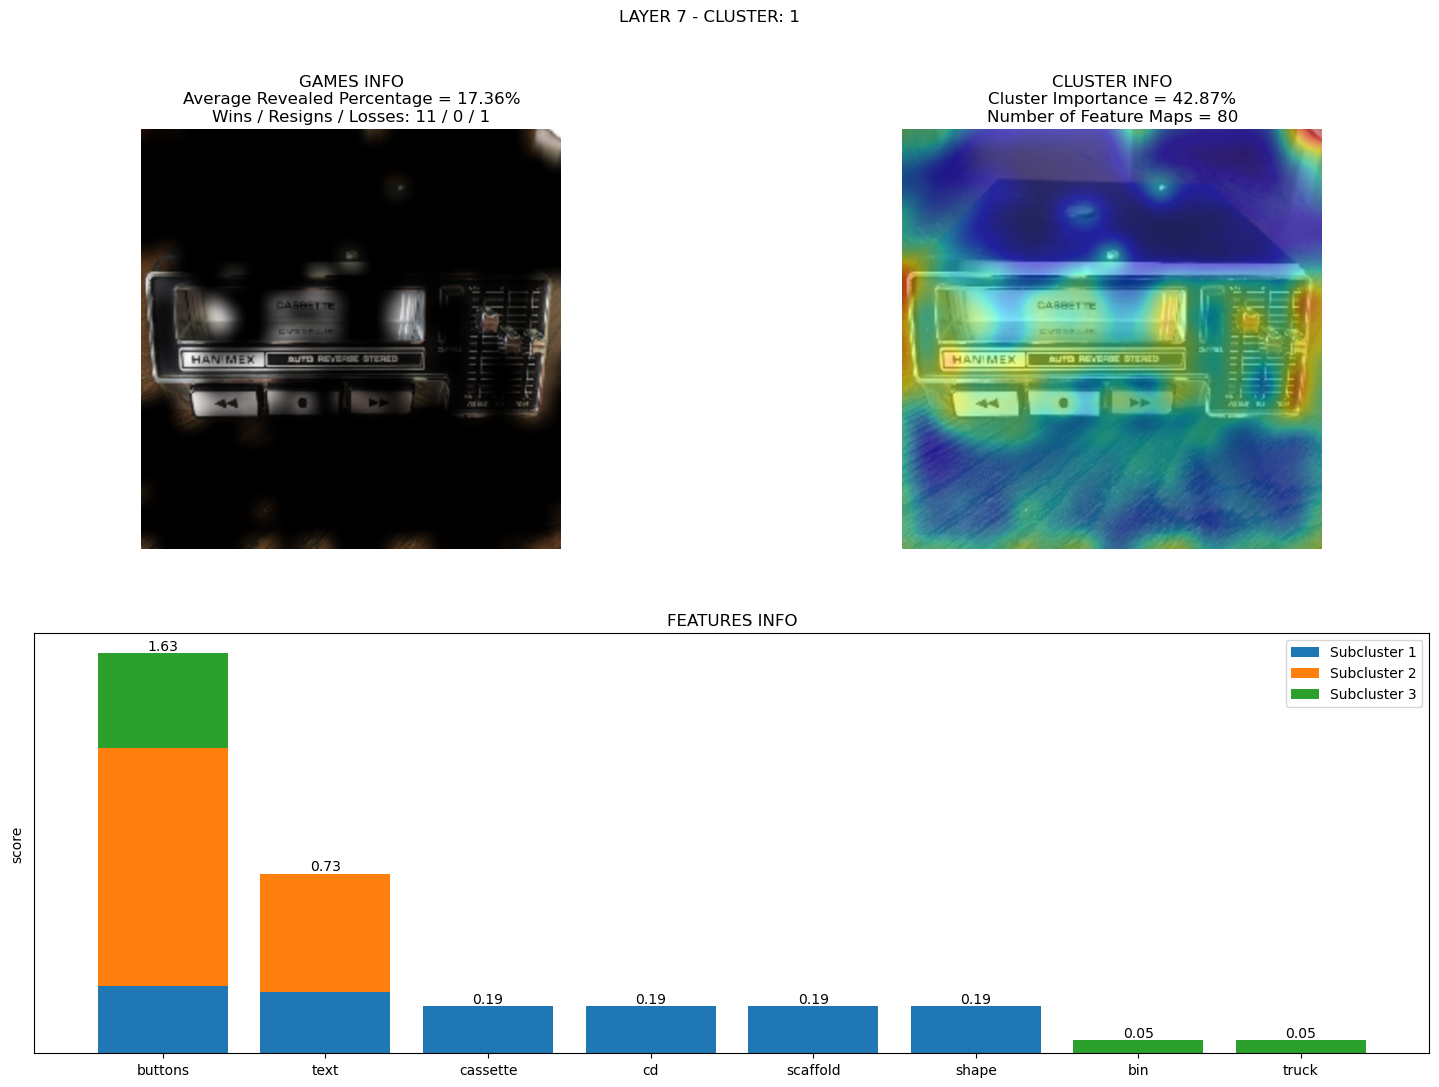 LAYER 7 - CLUSTER: 1
GAMES INFO
Average Revealed Percentage = 17.36%
Wins / Resigns / Losses: 11 / 0 / 1
CLUSTER INFO
Cluster Importance = 42.87%
Number of Feature Maps = 80
CASSETTE
HANIMEX
AUTO REVERSE STEREO
CASSETTE
HANIMEX
AUTO REVERSE STEREO
FEATURES INFO
score
1.63
0.73
0.19
0.19
0.19
0.19
0.05
0.05
Subcluster 1
Subcluster 2
Subcluster 3
buttons
text
cassette
cd
scaffold
shape
bin
truck